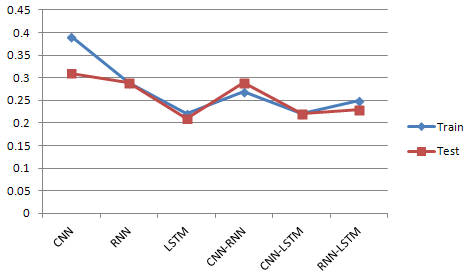 0.45
0.4
0.35
0.3
0.25
0.2
0.15
0.1
0.05
0
CNN
RNN
LSTM
CNN-RNN
CNN-LSTM
RNN-LSTM
Train
Test